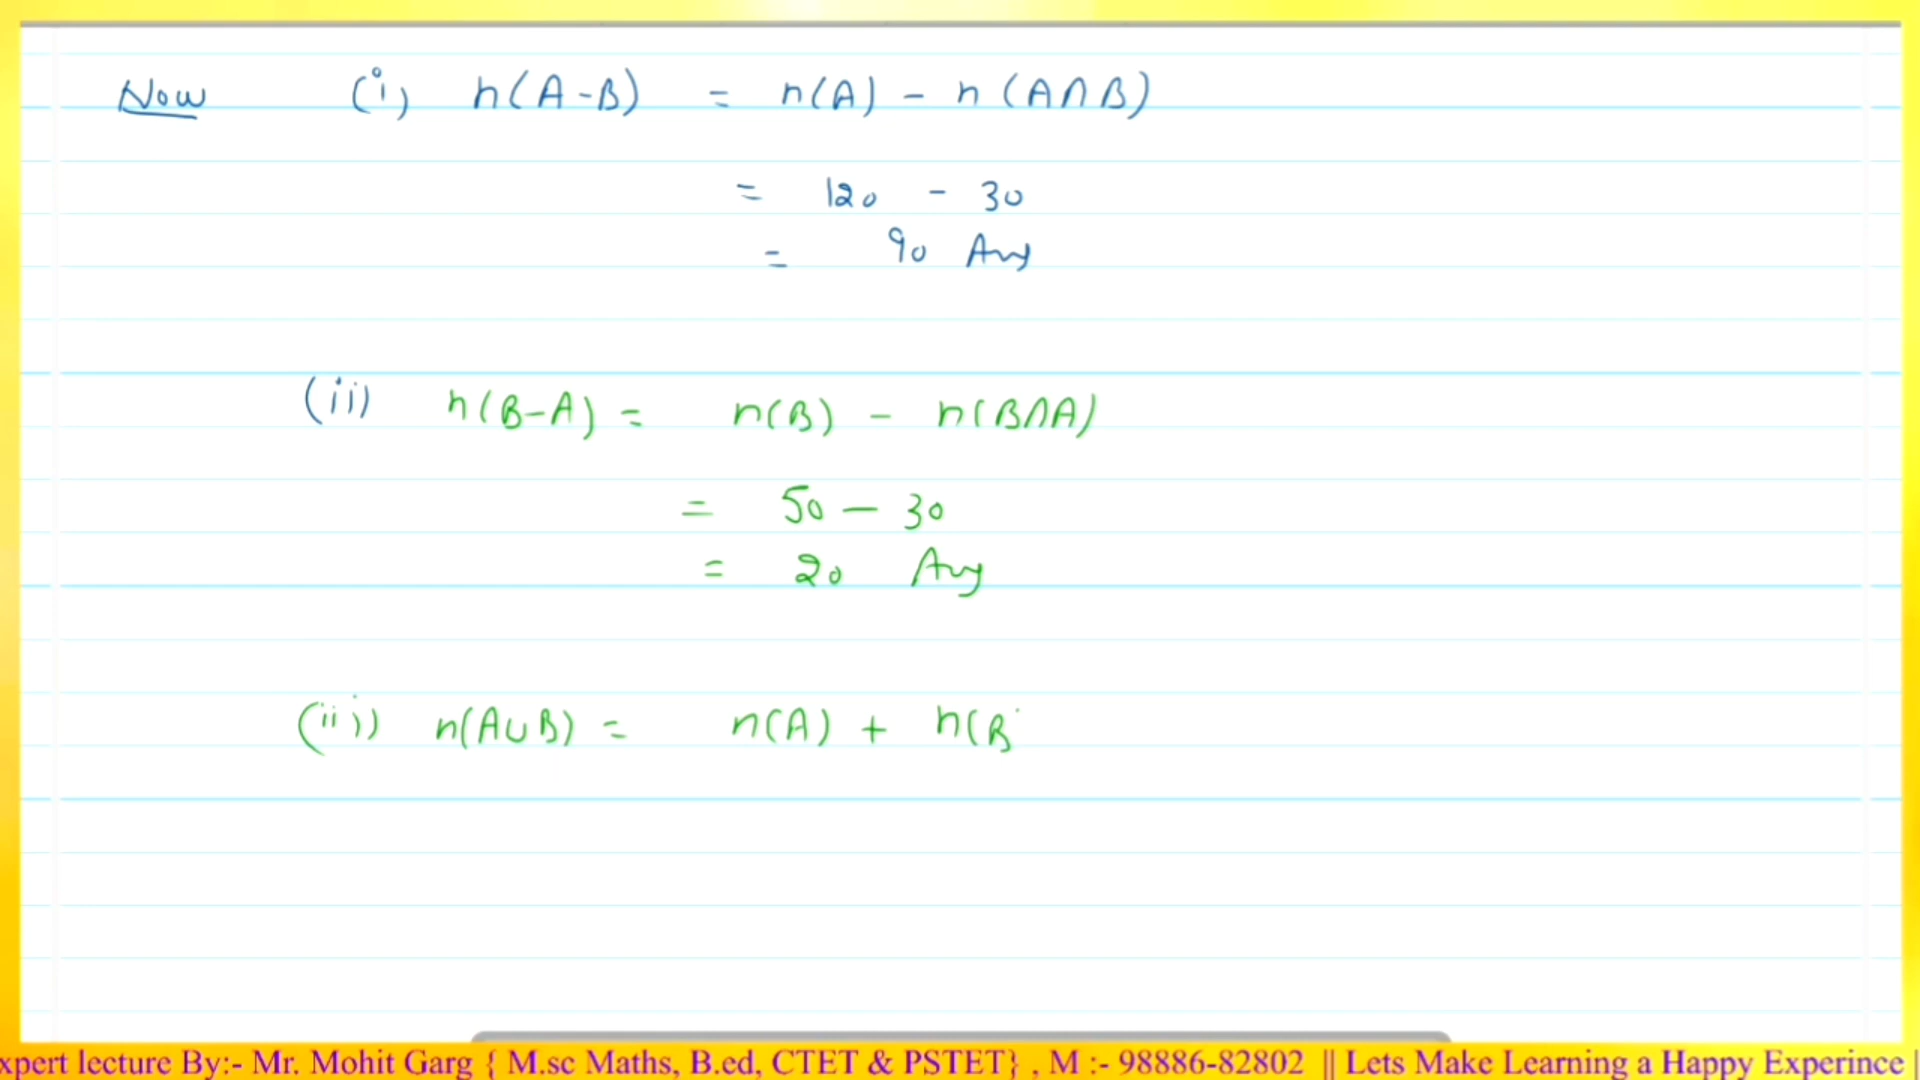 Now (i) n(A-B) = n(A) - n(A∩B)
= 120 - 30
= 90 Ans
(ii) n(B-A) = n(B) - n(B∩A)
= 50 - 30
= 20 Ans
(iii) n(A∪B) = n(A) + n(B
xpert lecture By:- Mr. Mohit Garg { M.sc Maths, B.ed, CTET & PSTET} , M :- 98886-82802 || Lets Make Learning a Happy Experince |